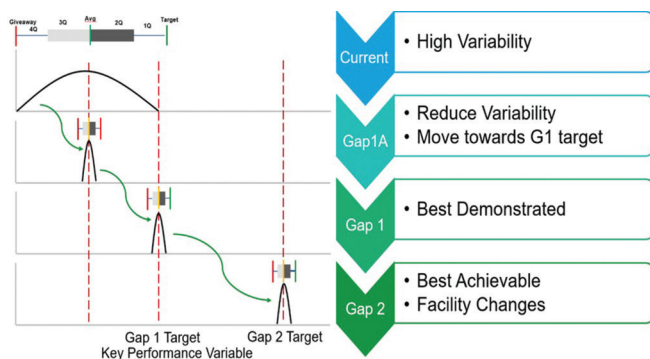 Giveaway
4Q
3Q
Avg
2Q
1Q
Target
Gap 1 Target
Gap 2 Target
Key Performance Variable
Current
• High Variability
Gap1A
• Reduce Variability
• Move towards G1 target
Gap 1
• Best Demonstrated
Gap 2
• Best Achievable
• Facility Changes